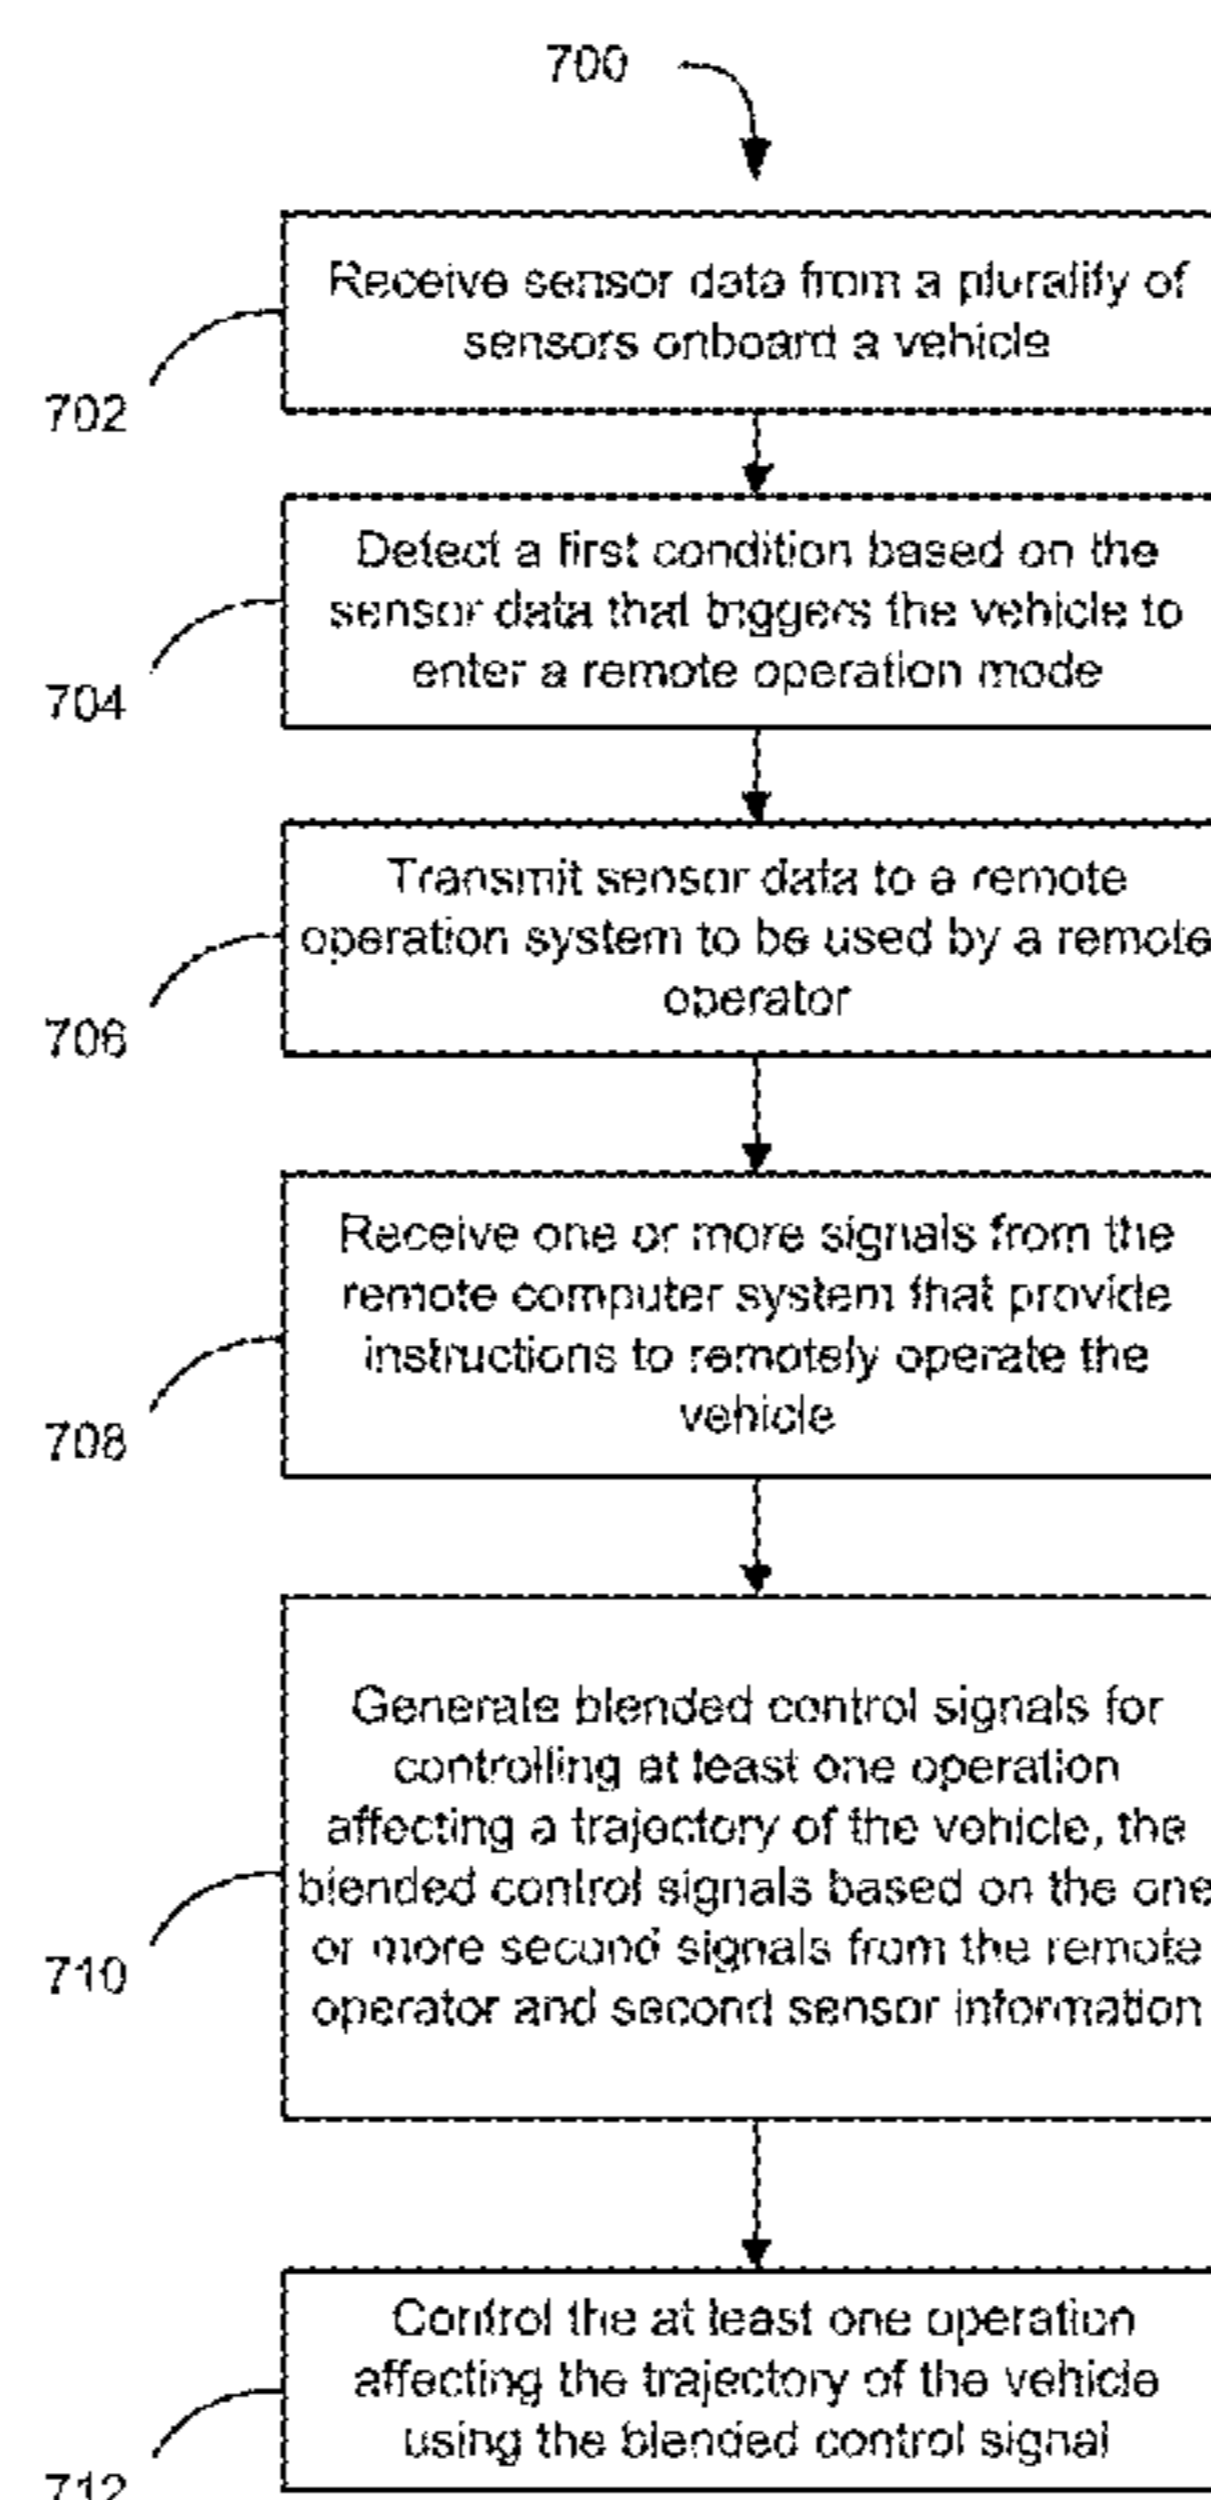 700
Receive sensor data from a plurality of
sensors onboard a vehicle
702
Detect a first condition based on the
sensor data that triggers the vehicle to
enter a remote operation mode
704
Transmit sensor data to a remote
operation system to be used by a remote
operator
706
Receive one or more signals from the
remote computer system that provide
instructions to remotely operate the
vehicle
708
Generate blended control signals for
controlling at least one operation
affecting a trajectory of the vehicle, the
blended control signals based on the one
or more second signals from the remote
operator and second sensor information
710
Control the at least one operation
affecting the trajectory of the vehicle
using the blended control signal
712